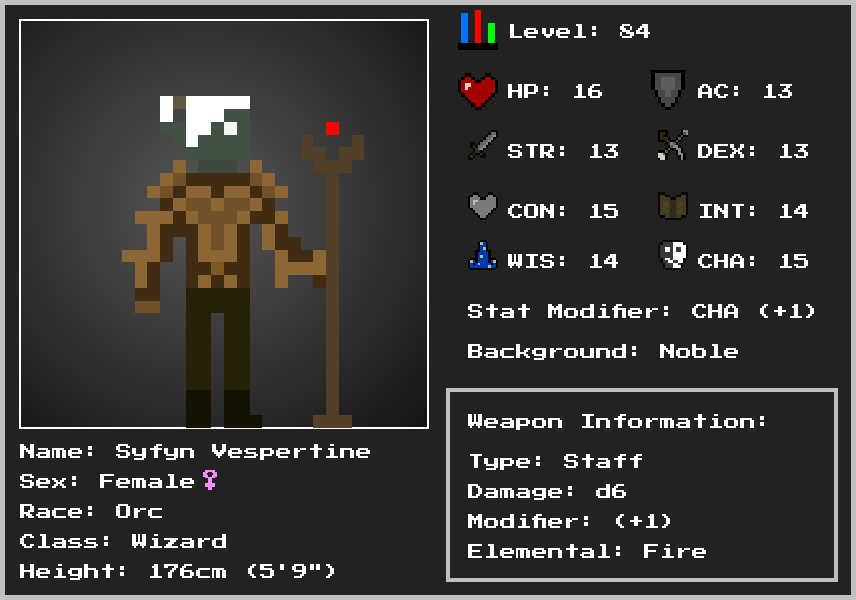 Level: 84
HP: 16 AC: 13
STR: 13 DEX: 13
CON: 15 INT: 14
WIS: 14 CHA: 15
Stat Modifier: CHA (+1)
Background: Noble
Weapon Information:
Type: Staff
Damage: d6
Modifier: (+1)
Elemental: Fire
Name: Syfyn Vespertine
Sex: Female♀
Race: Orc
Class: Wizard
Height: 176cm (5'9")